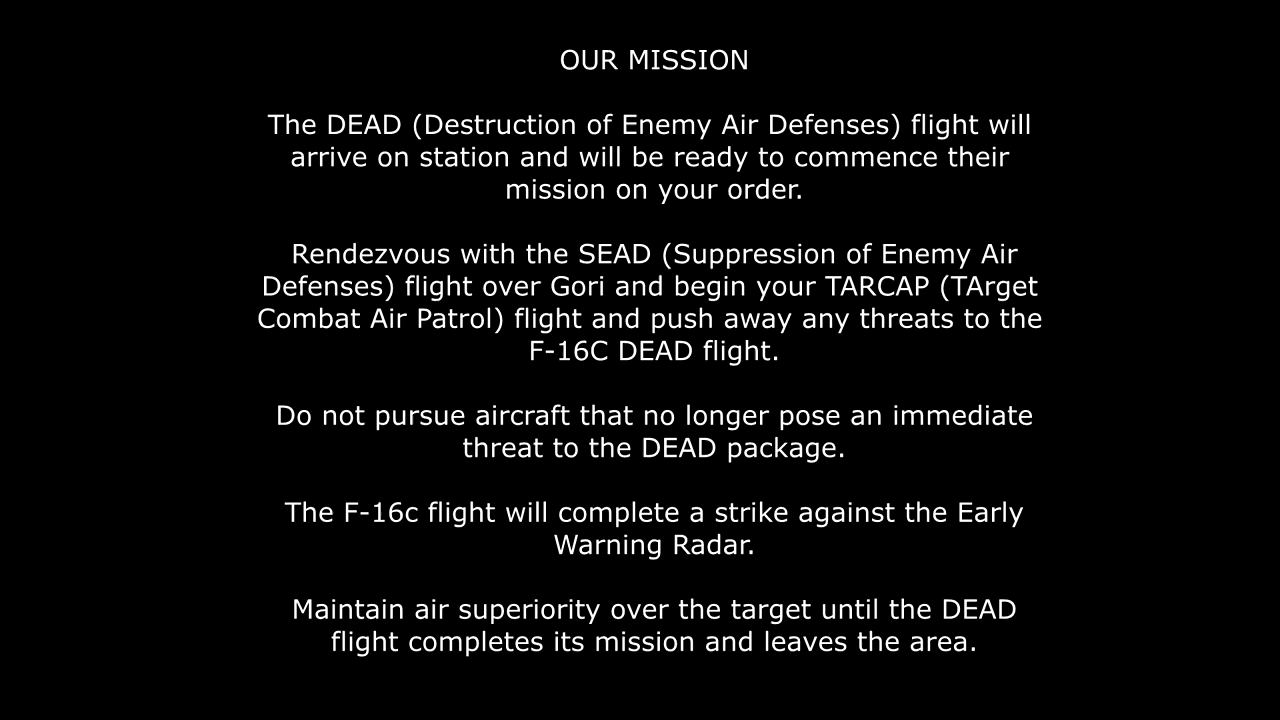 OUR MISSION
The DEAD (Destruction of Enemy Air Defenses) flight will
arrive on station and will be ready to commence their
mission on your order.
Rendezvous with the SEAD (Suppression of Enemy Air
Defenses) flight over Gori and begin your TARCAP (TArget
Combat Air Patrol) flight and push away any threats to the
F-16C DEAD flight.
Do not pursue aircraft that no longer pose an immediate
threat to the DEAD package.
The F-16c flight will complete a strike against the Early
Warning Radar.
Maintain air superiority over the target until the DEAD
flight completes its mission and leaves the area.